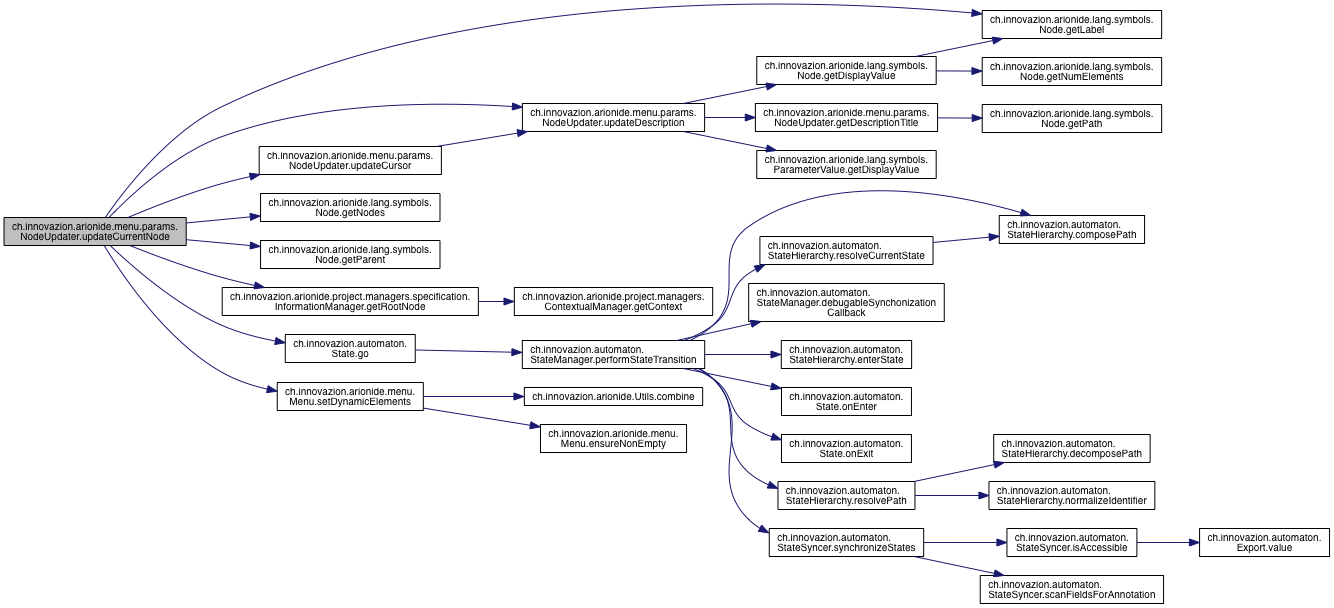 ch.innovazion.arionide.menu.params.
NodeUpdater.updateCurrentNode
ch.innovazion.arionide.lang.symbols.
Node.getLabel
ch.innovazion.arionide.lang.symbols.
Node.getDisplayValue
ch.innovazion.arionide.lang.symbols.
Node.getNumElements
ch.innovazion.arionide.menu.params.
NodeUpdater.updateDescription
ch.innovazion.arionide.menu.params.
NodeUpdater.getDescriptionTitle
ch.innovazion.arionide.lang.symbols.
Node.getPath
ch.innovazion.arionide.menu.params.
NodeUpdater.updateCursor
ch.innovazion.arionide.lang.symbols.
ParameterValue.getDisplayValue
ch.innovazion.arionide.lang.symbols.
Node.getNodes
ch.innovazion.arionide.lang.symbols.
Node.getParent
ch.innovazion.automaton.
StateHierarchy.composePath
ch.innovazion.automaton.
StateHierarchy.resolveCurrentState
ch.innovazion.arionide.project.managers.specification.
InformationManager.getRootNode
ch.innovazion.arionide.project.managers.
ContextualManager.getContext
ch.innovazion.automaton.
StateManager.debugableSynchonization
Callback
ch.innovazion.automaton.
State.go
ch.innovazion.automaton.
StateManager.performStateTransition
ch.innovazion.automaton.
StateHierarchy.enterState
ch.innovazion.arionide.menu.
Menu.setDynamicElements
ch.innovazion.arionide.Utils.combine
ch.innovazion.automaton.
State.onEnter
ch.innovazion.arionide.menu.
Menu.ensureNonEmpty
ch.innovazion.automaton.
State.onExit
ch.innovazion.automaton.
StateHierarchy.decomposePath
ch.innovazion.automaton.
StateHierarchy.resolvePath
ch.innovazion.automaton.
StateHierarchy.normalizeIdentifier
ch.innovazion.automaton.
StateSyncer.synchronizeStates
ch.innovazion.automaton.
StateSyncer.isAccessible
ch.innovazion.automaton.
Export.value
ch.innovazion.automaton.
StateSyncer.scanFieldsForAnnotation